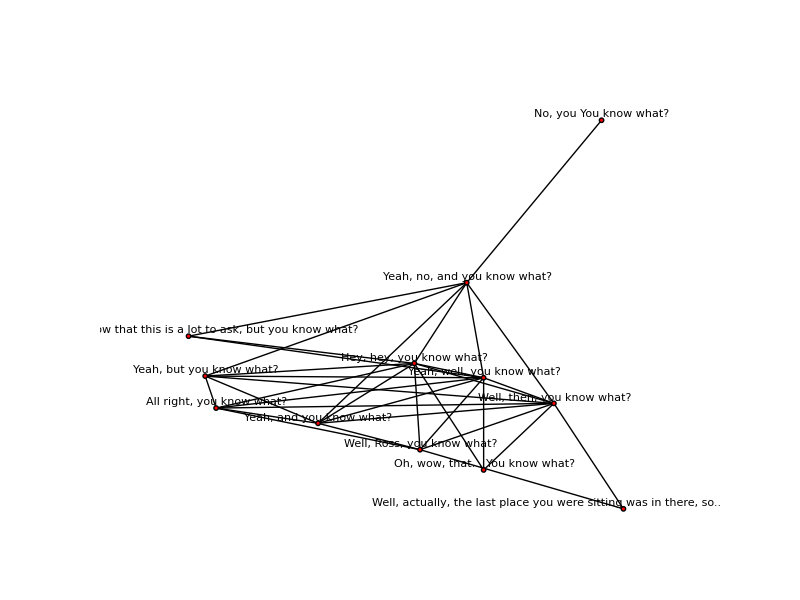 No, you You know what?
Yeah, no, and you know what?
ow that this is a lot to ask, but you know what?
Hey, hey, you know what?
Yeah, but you know what?
Yeah, well, you know what?
Well, then, you know what?
All right, you know what?
Yeah, and you know what?
Well, Ross, you know what?
Oh, wow, that... You know what?
Well, actually, the last place you were sitting was in there, so..